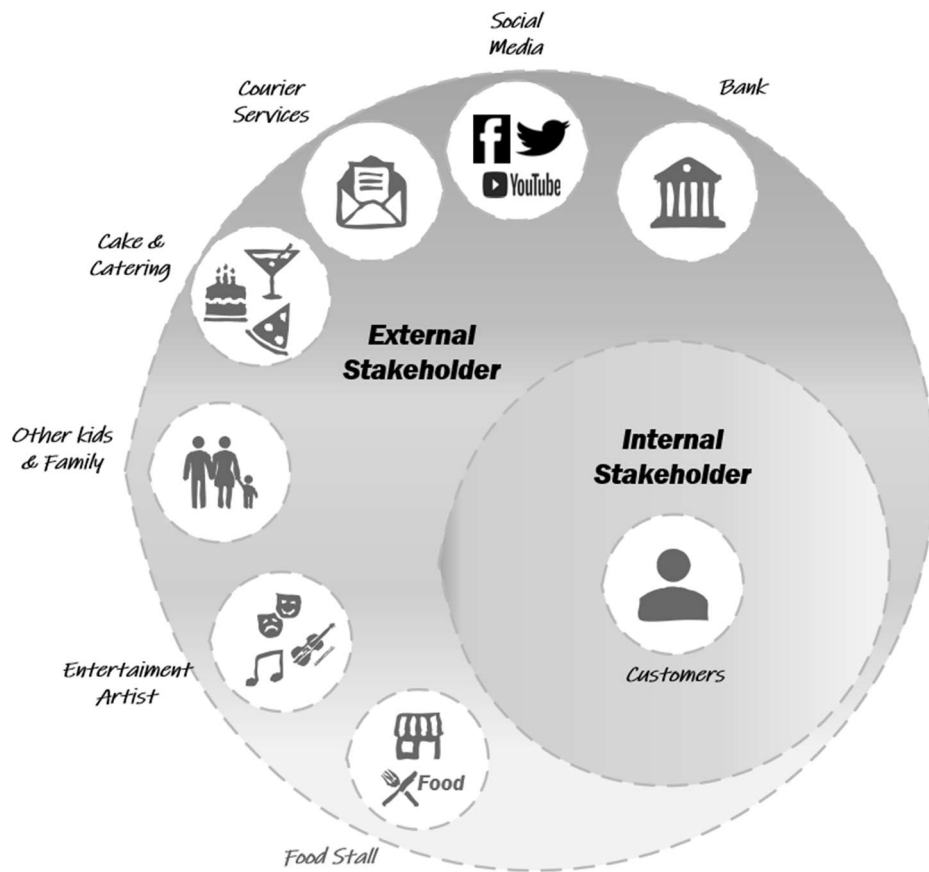 Social
Media
Courier
Services
Bank
f
YouTube
Cake &
Catering
External
Stakeholder
Other kids
& Family
Internal
Stakeholder
Entertaiment
Artist
Customers
Food
Food Stall